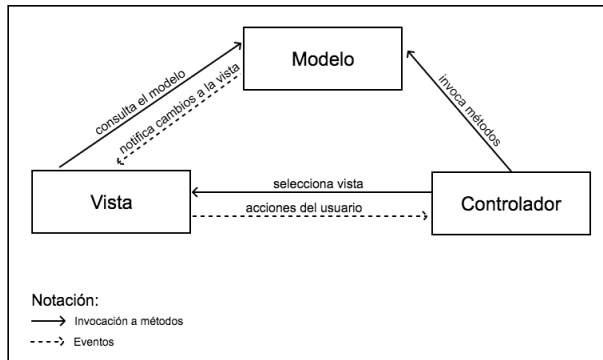 Modelo
consulta el modelo
notifica cambios a la vista
invoca métodos
Vista
selecciona vista
acciones del usuario
Controlador
Notación:
Invocación a métodos
Eventos